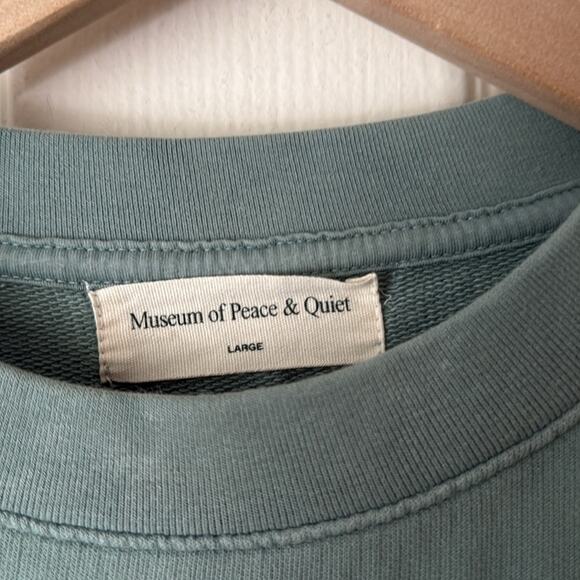 Museum of Peace & Quiet
LARGE